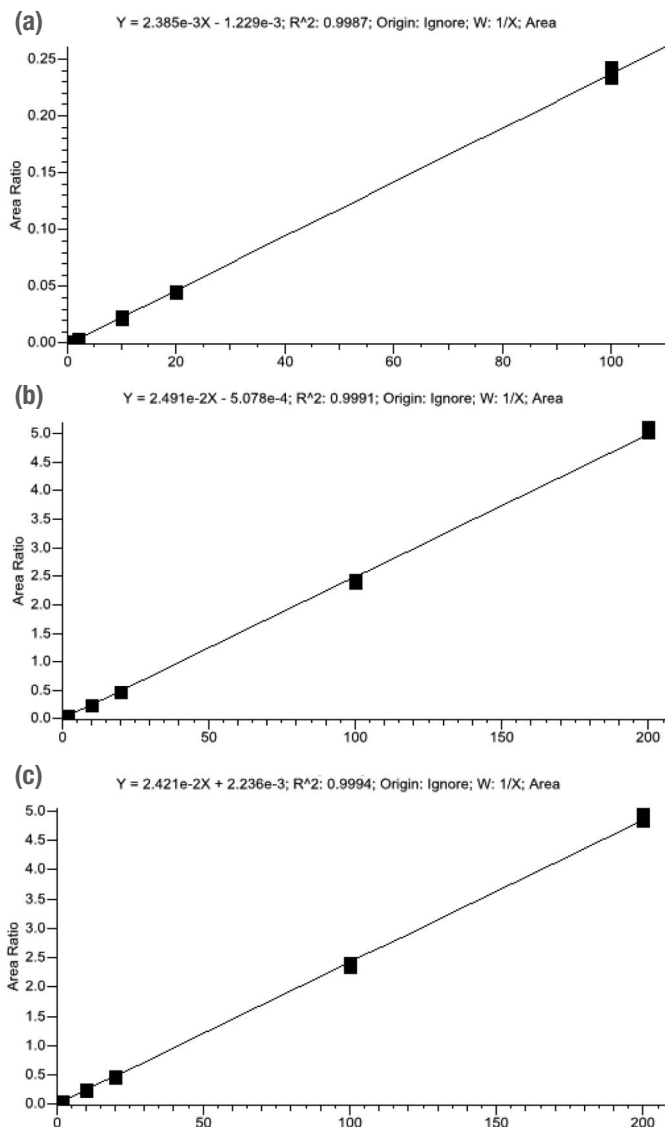 (a)
Y = 2.385e-3X - 1.229e-3; R^2: 0.9987; Origin: Ignore; W: 1/X; Area
Area Ratio
0.25
0.20
0.15
0.10
0.05
0.00
0 20 40 60 80 100
(b)
Y = 2.491e-2X - 5.078e-4; R^2: 0.9991; Origin: Ignore; W: 1/X; Area
Area Ratio
5.0
4.5
4.0
3.5
3.0
2.5
2.0
1.5
1.0
0.5
0.0
0 50 100 150 200
(c)
Y = 2.421e-2X + 2.236e-3; R^2: 0.9994; Origin: Ignore; W: 1/X; Area
Area Ratio
5.0
4.5
4.0
3.5
3.0
2.5
2.0
1.5
1.0
0.5
0.0
0 50 100 150 200